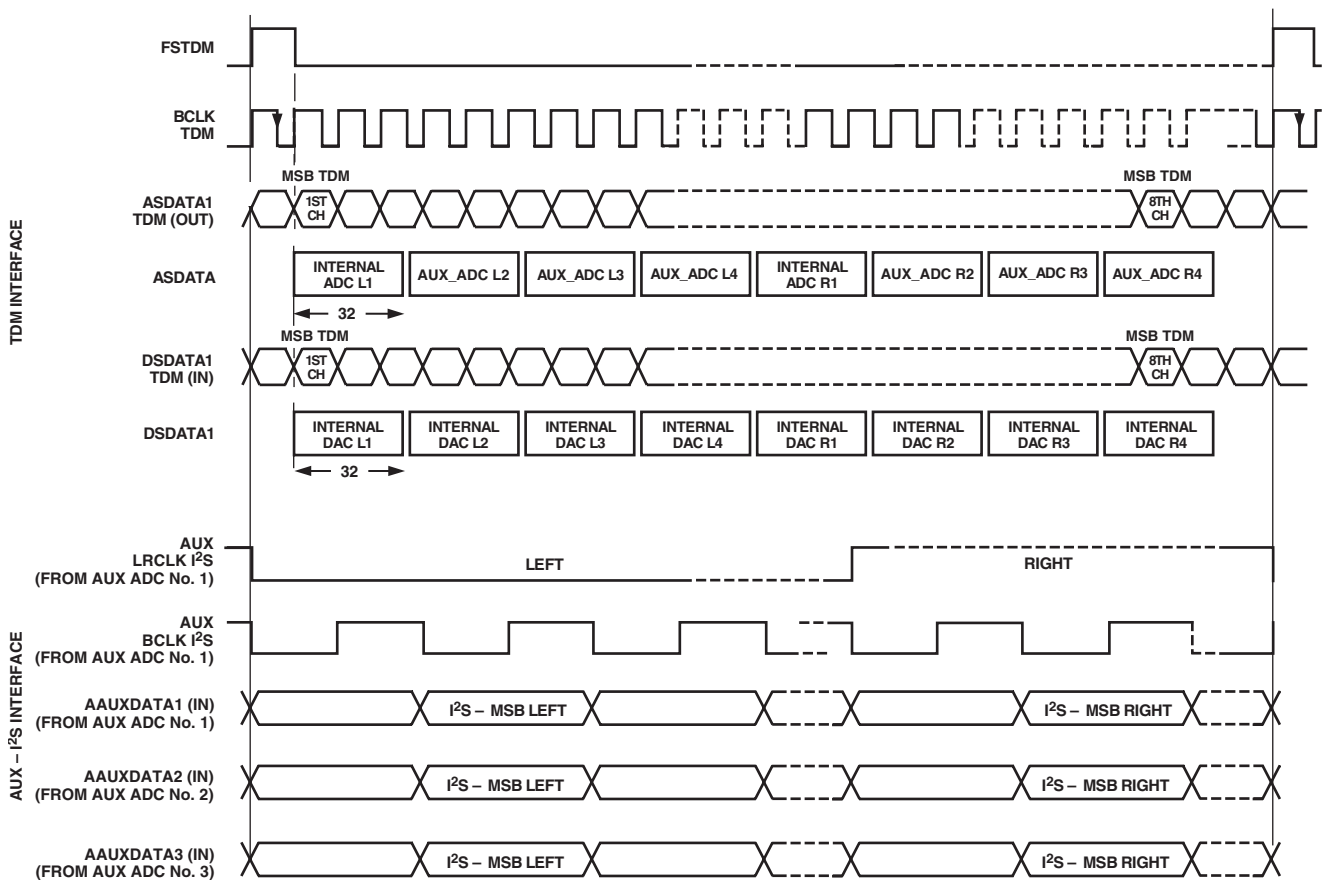 FSTDM
BCLK
TDM
MSB TDM
MSB TDM
ASDATA1
TDM (OUT)
1ST
CH
8TH
CH
ASDATA
INTERNAL
ADC L1
AUX_ADC L2
AUX_ADC L3
AUX_ADC L4
INTERNAL
ADC R1
AUX_ADC R2
AUX_ADC R3
AUX_ADC R4
32
TDM INTERFACE
MSB TDM
MSB TDM
DSDATA1
TDM (IN)
1ST
CH
8TH
CH
DSDATA1
INTERNAL
DAC L1
INTERNAL
DAC L2
INTERNAL
DAC L3
INTERNAL
DAC L4
INTERNAL
DAC R1
INTERNAL
DAC R2
INTERNAL
DAC R3
INTERNAL
DAC R4
32
AUX
LRCLK I²S
(FROM AUX ADC No. 1)
LEFT
RIGHT
AUX
BCLK I²S
(FROM AUX ADC No. 1)
AUX – I²S INTERFACE
AAUXDATA1 (IN)
(FROM AUX ADC No. 1)
I²S – MSB LEFT
I²S – MSB RIGHT
AAUXDATA2 (IN)
(FROM AUX ADC No. 2)
I²S – MSB LEFT
I²S – MSB RIGHT
AAUXDATA3 (IN)
(FROM AUX ADC No. 3)
I²S – MSB LEFT
I²S – MSB RIGHT